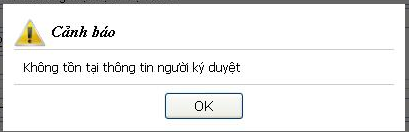 Cảnh báo
Không tồn tại thông tin người ký duyệt
OK